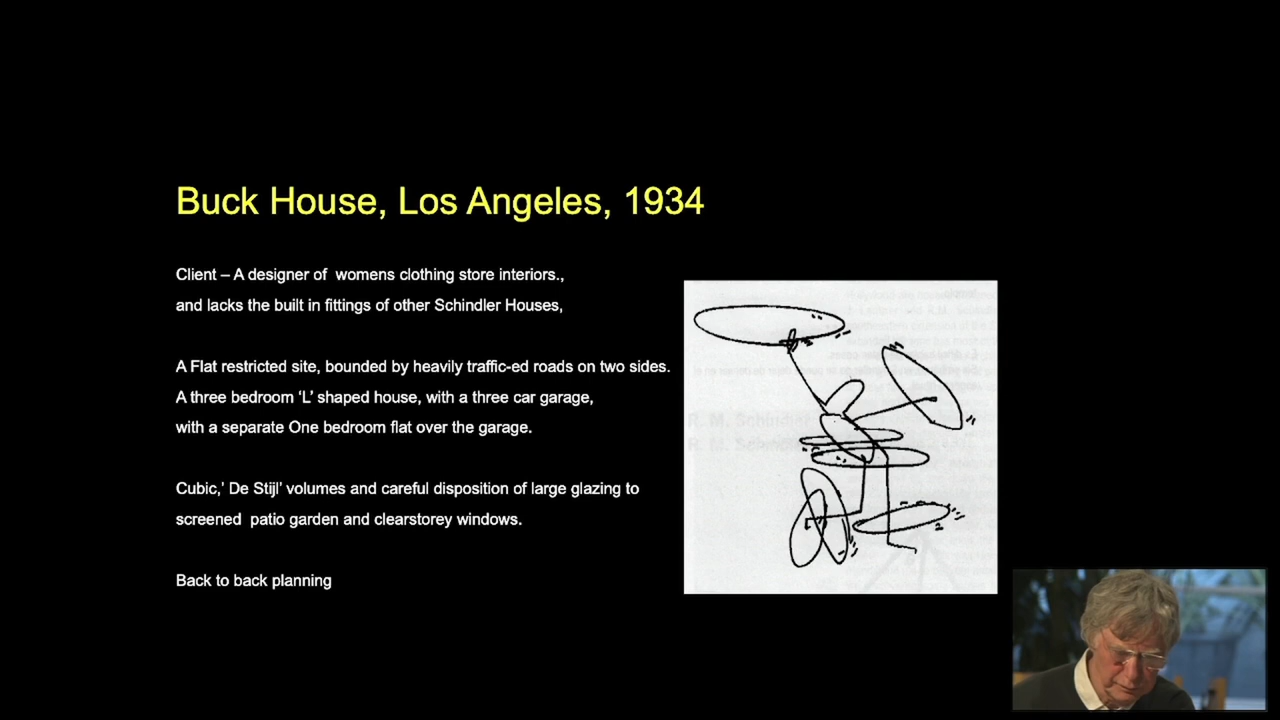 Buck House, Los Angeles, 1934
Client – A designer of  womens clothing store interiors.,
and lacks the built in fittings of other Schindler Houses,
A Flat restricted site, bounded by heavily traffic-ed roads on two sides.
A three bedroom ‘L’ shaped house, with a three car garage,
with a separate One bedroom flat over the garage.
Cubic,’ De Stijl’ volumes and careful disposition of large glazing to
screened  patio garden and clearstorey windows.
Back to back planning
R. M. Schindler